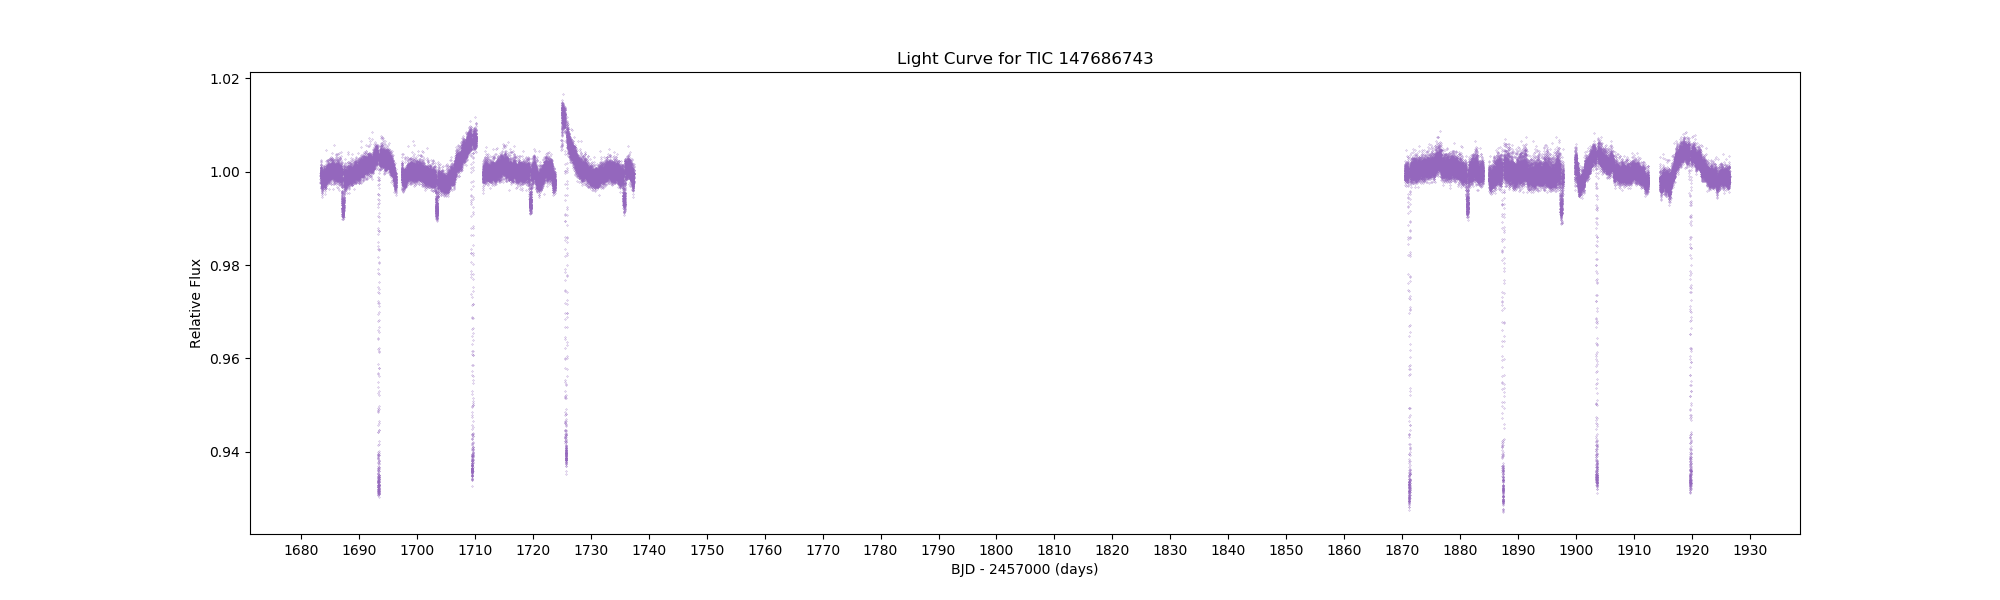 Light Curve for TIC 147686743
1.02
1.00
0.98
0.96
0.94
Relative Flux
1680 1690 1700 1710 1720 1730 1740 1750 1760 1770 1780 1790 1800 1810 1820 1830 1840 1850 1860 1870 1880 1890 1900 1910 1920 1930
BJD - 2457000 (days)